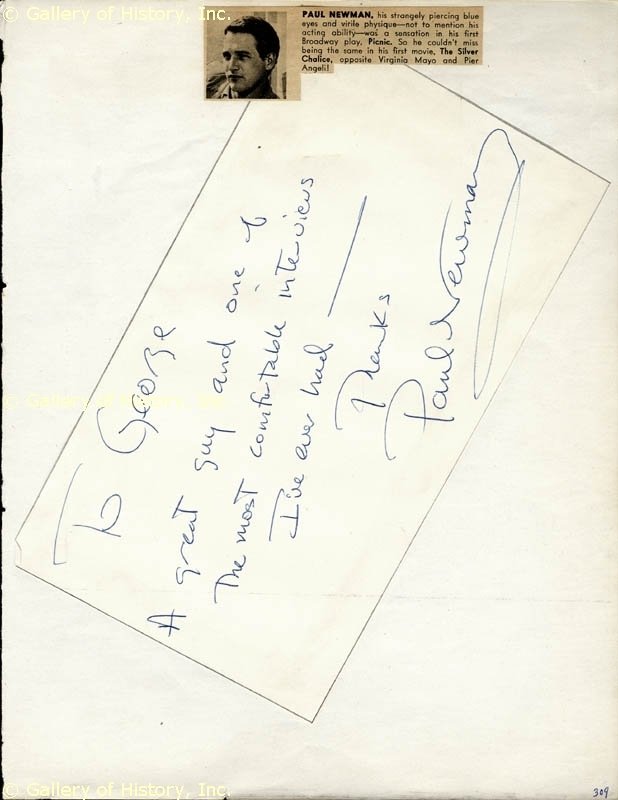 © Gallery of History, Inc.
PAUL NEWMAN, his strangely piercing blue
eyes and virile physique—not to mention his
acting ability—was a sensation in his first
Broadway play, Picnic. So he couldn't miss
being the same in his first movie, The Silver
Chalice, opposite Virginia Mayo and Pier
Angeli!
To George
A great guy and one of
The most comfortable interviews
I've ever had —
Thanks
Paul Newman
© Gallery of History, Inc.
© Gallery of History, Inc.
309